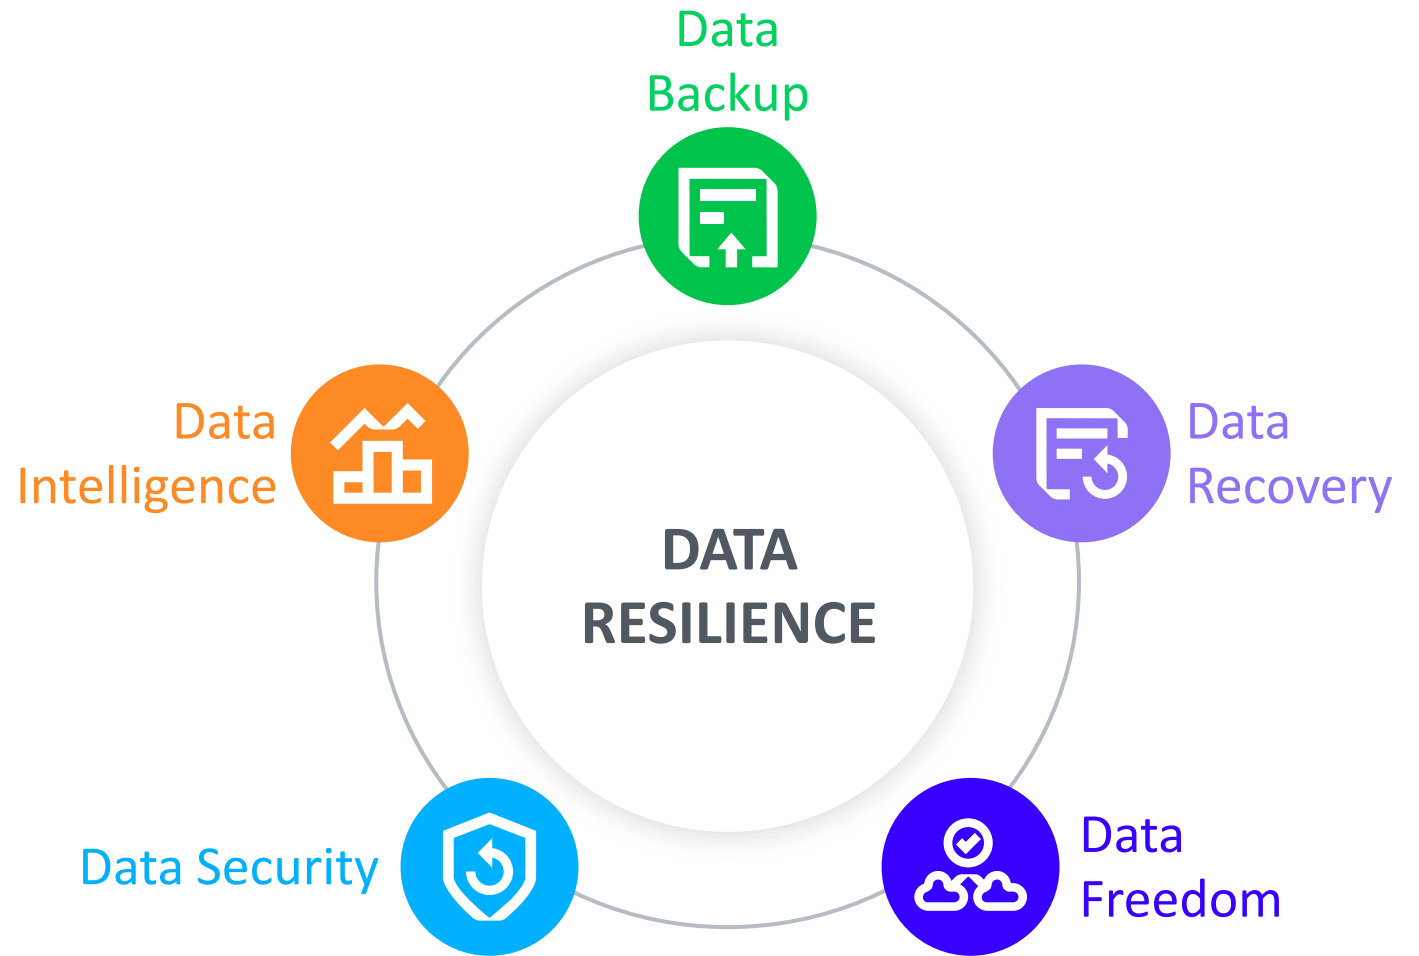 Data
Backup
Data
Intelligence
Data
Recovery
DATA
RESILIENCE
Data Security
Data
Freedom